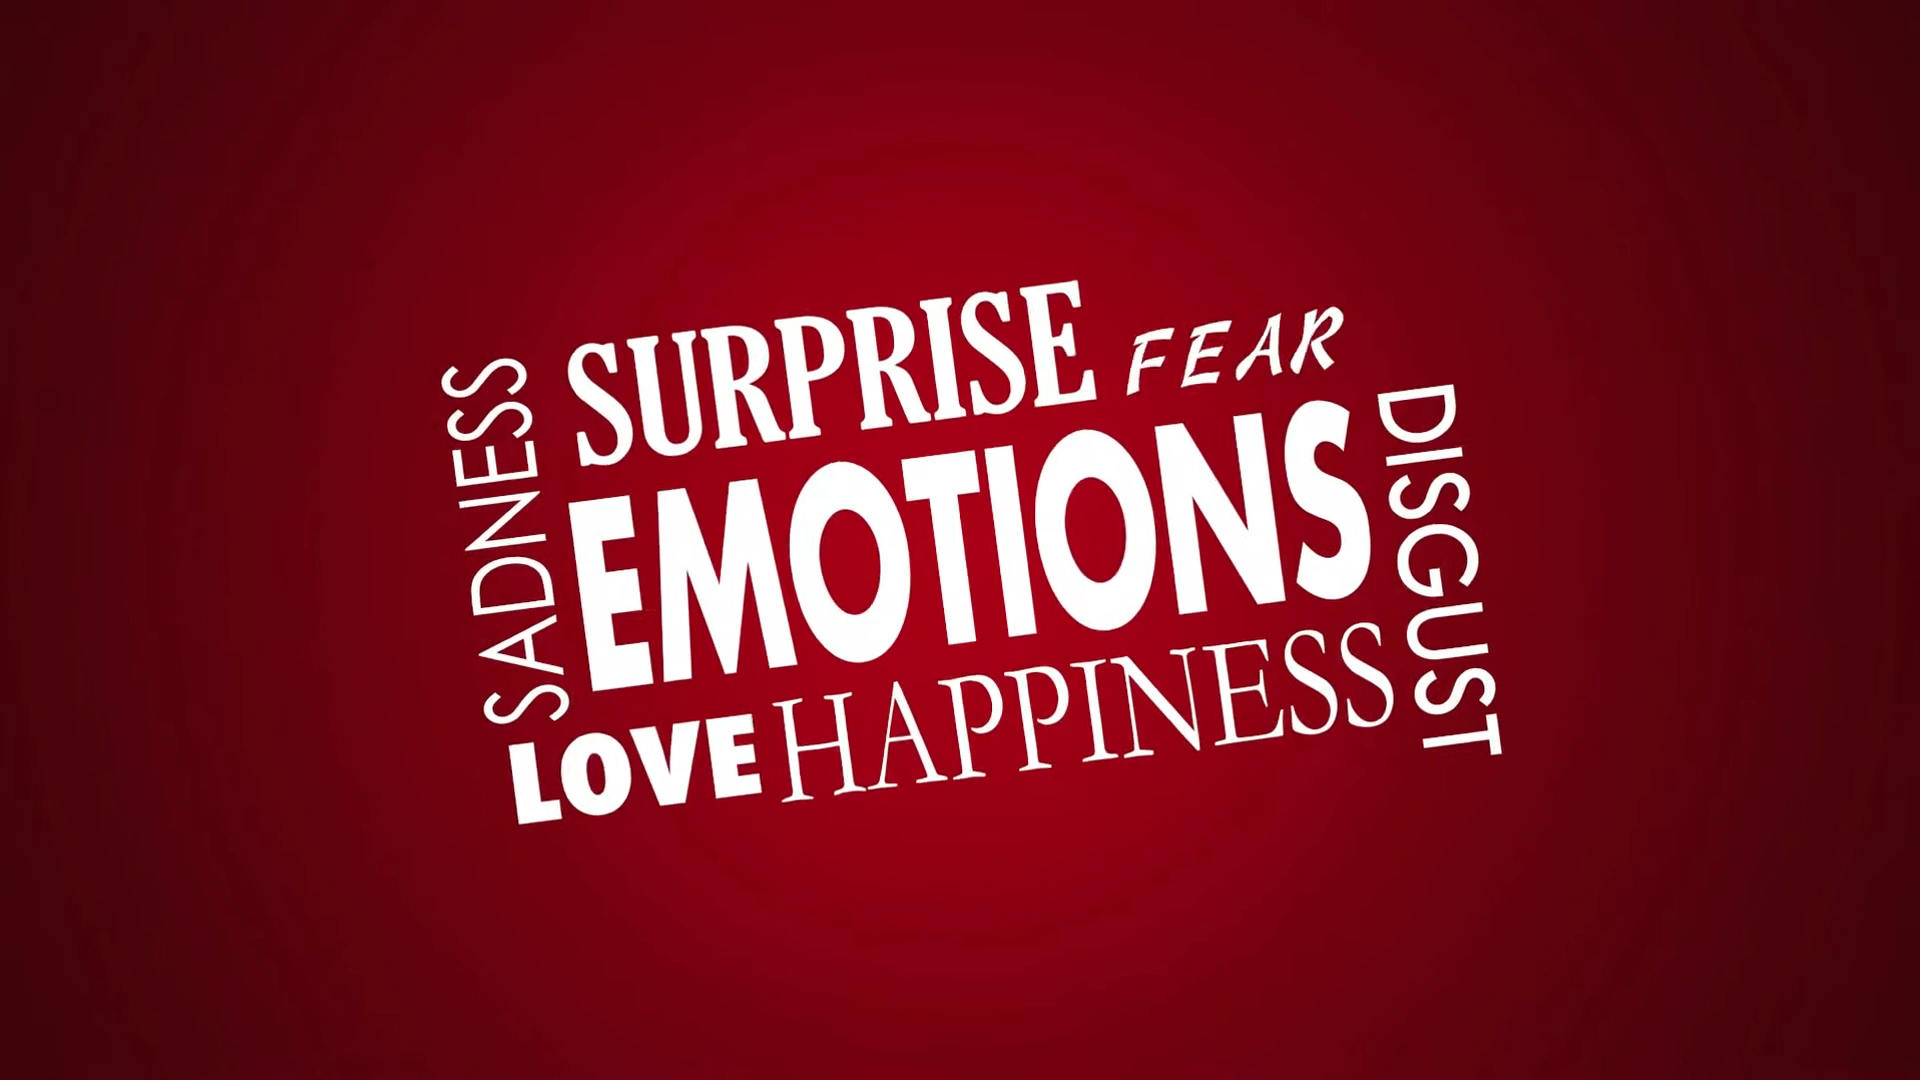 SADNESS
SURPRISE FEAR
EMOTIONS
LOVE HAPPINESS
DISGUST